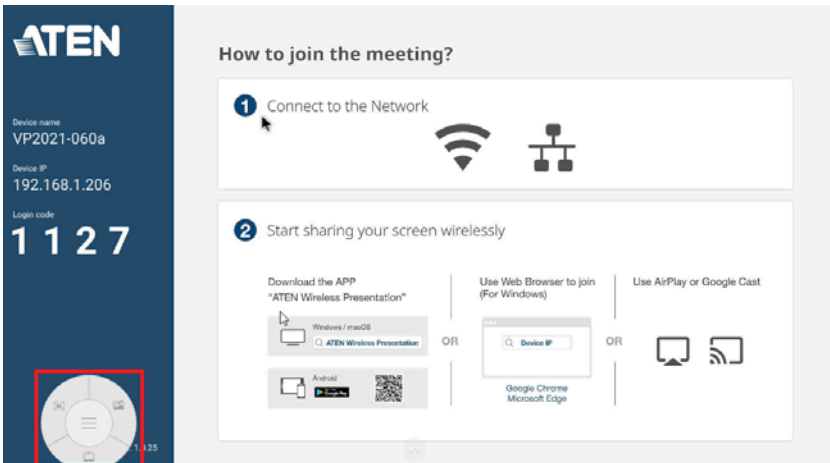 ATEN
Device name
VP2021-060a
Device IP
192.168.1.206
Login code
1 1 2 7
1.0.25
How to join the meeting?
1 Connect to the Network
2 Start sharing your screen wirelessly
Download the APP
"ATEN Wireless Presentation"
Windows / macOS
ATEN Wireless Presentation
Android
Google Play
OR
Use Web Browser to join
(For Windows)
Device IP
Google Chrome
Microsoft Edge
OR
Use AirPlay or Google Cast